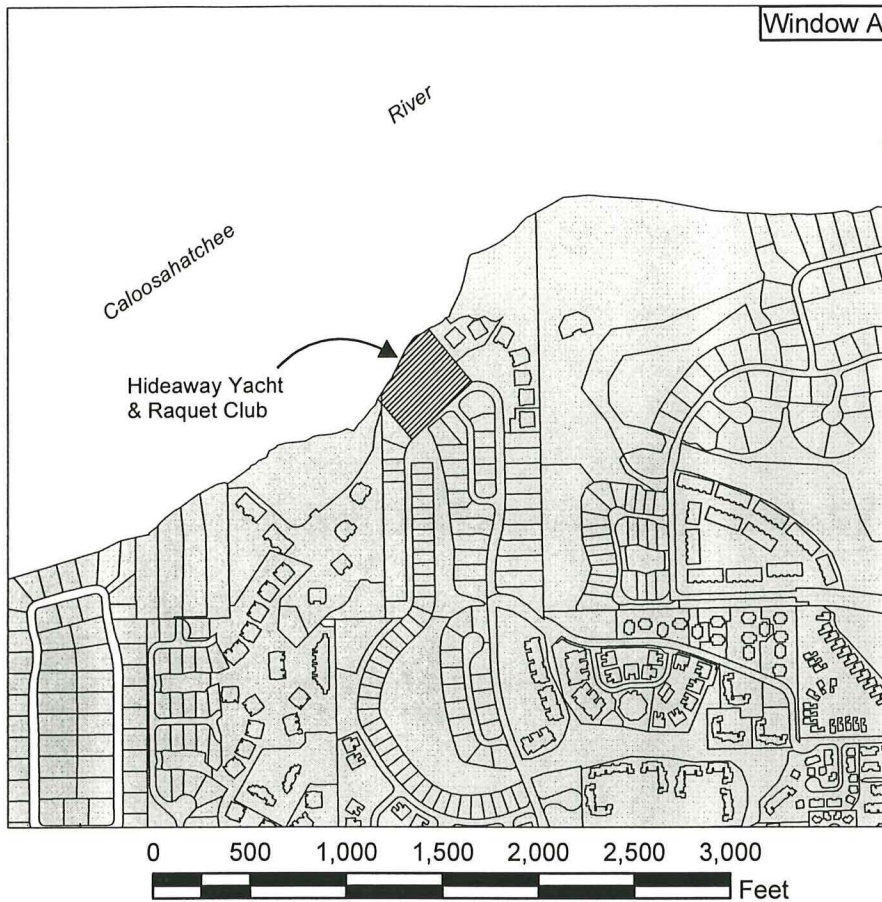 Window A
River
Caloosahatchee
Hideaway Yacht
& Raquet Club
0 500 1,000 1,500 2,000 2,500 3,000
Feet